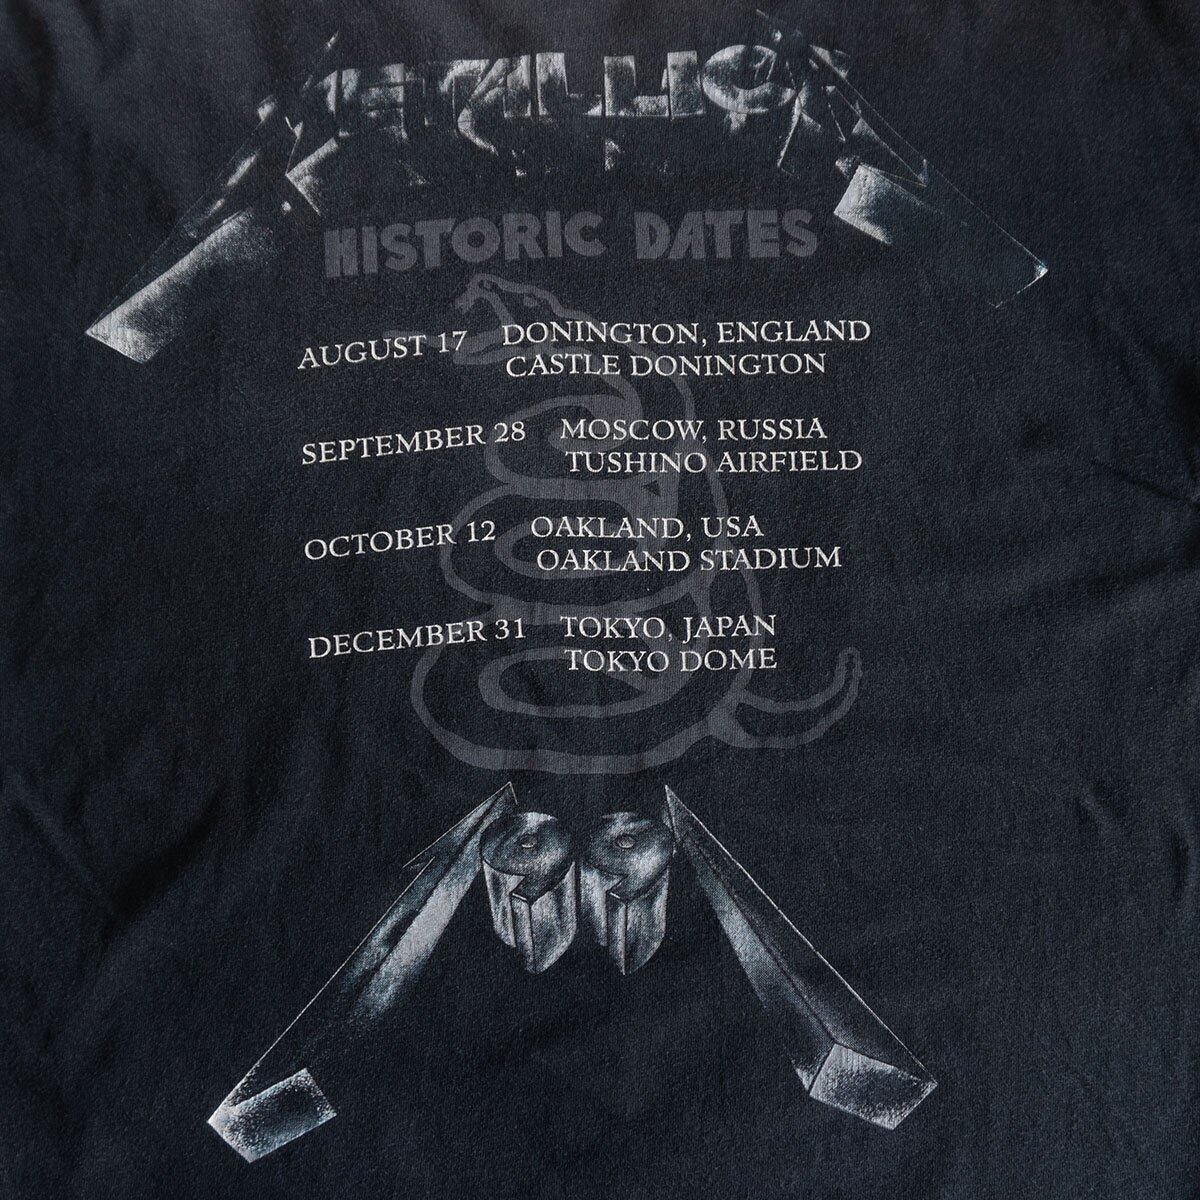 METALLICA
HISTORIC DATES
AUGUST 17 DONINGTON, ENGLAND
CASTLE DONINGTON
SEPTEMBER 28 MOSCOW, RUSSIA
TUSHINO AIRFIELD
OCTOBER 12 OAKLAND, USA
OAKLAND STADIUM
DECEMBER 31 TOKYO, JAPAN
TOKYO DOME
99